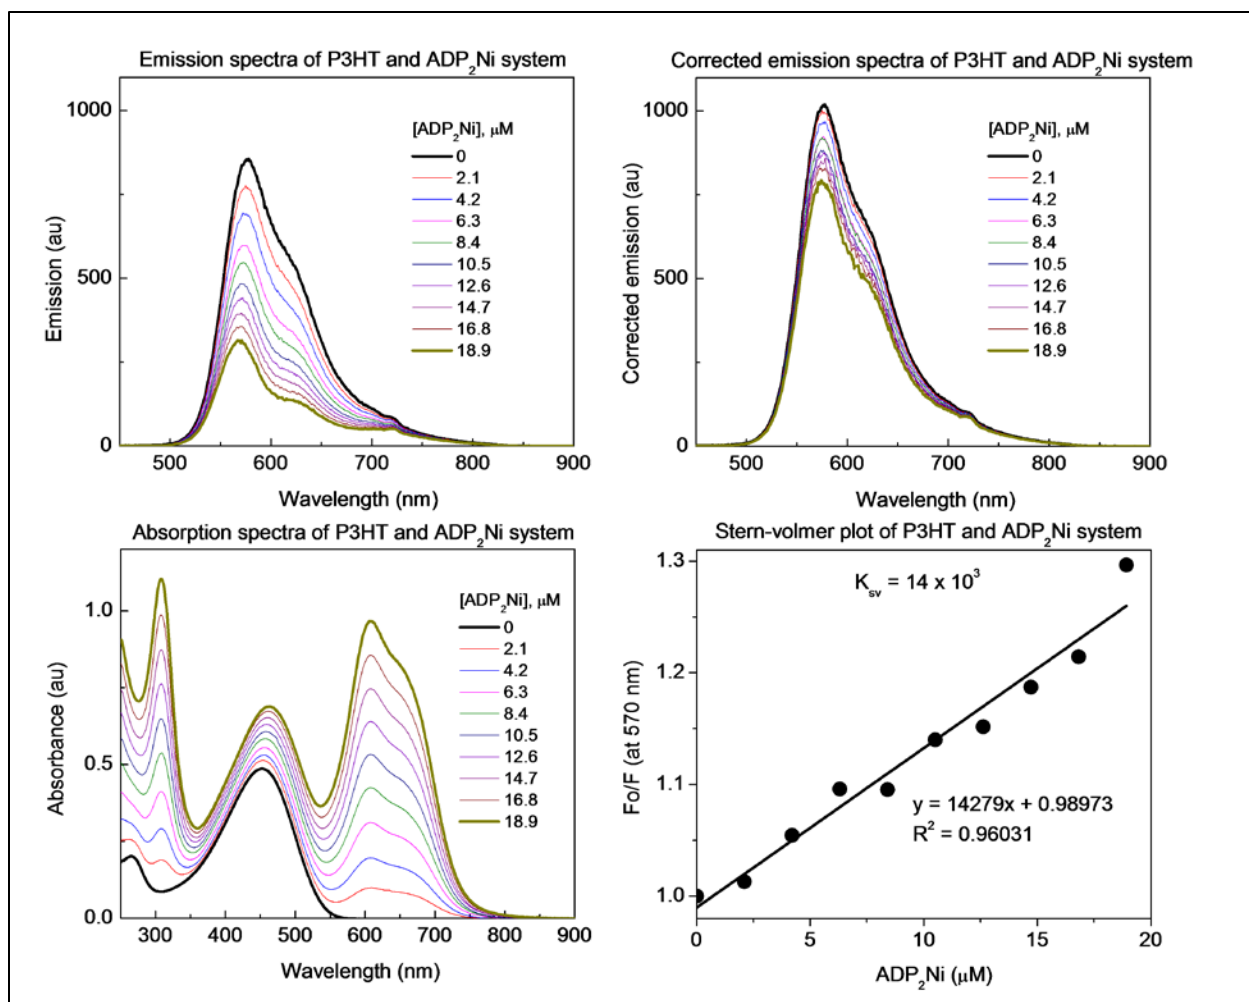 Emission spectra of P3HT and ADP₂Ni system
1000
500
0
Emission (au)
[ADP₂Ni], μM
0
2.1
4.2
6.3
8.4
10.5
12.6
14.7
16.8
18.9
500 600 700 800 900
Wavelength (nm)
Corrected emission spectra of P3HT and ADP₂Ni system
1000
500
0
Corrected emission (au)
[ADP₂Ni], μM
0
2.1
4.2
6.3
8.4
10.5
12.6
14.7
16.8
18.9
500 600 700 800 900
Wavelength (nm)
Absorption spectra of P3HT and ADP₂Ni system
1.0
0.5
0.0
Absorbance (au)
[ADP₂Ni], μM
0
2.1
4.2
6.3
8.4
10.5
12.6
14.7
16.8
18.9
300 400 500 600 700 800 900
Wavelength (nm)
Stern-volmer plot of P3HT and ADP₂Ni system
1.3
1.2
1.1
1.0
Fo/F (at 570 nm)
Kₛᵥ = 14 x 10³
y = 14279x + 0.98973
R² = 0.96031
0 5 10 15 20
ADP₂Ni (μM)